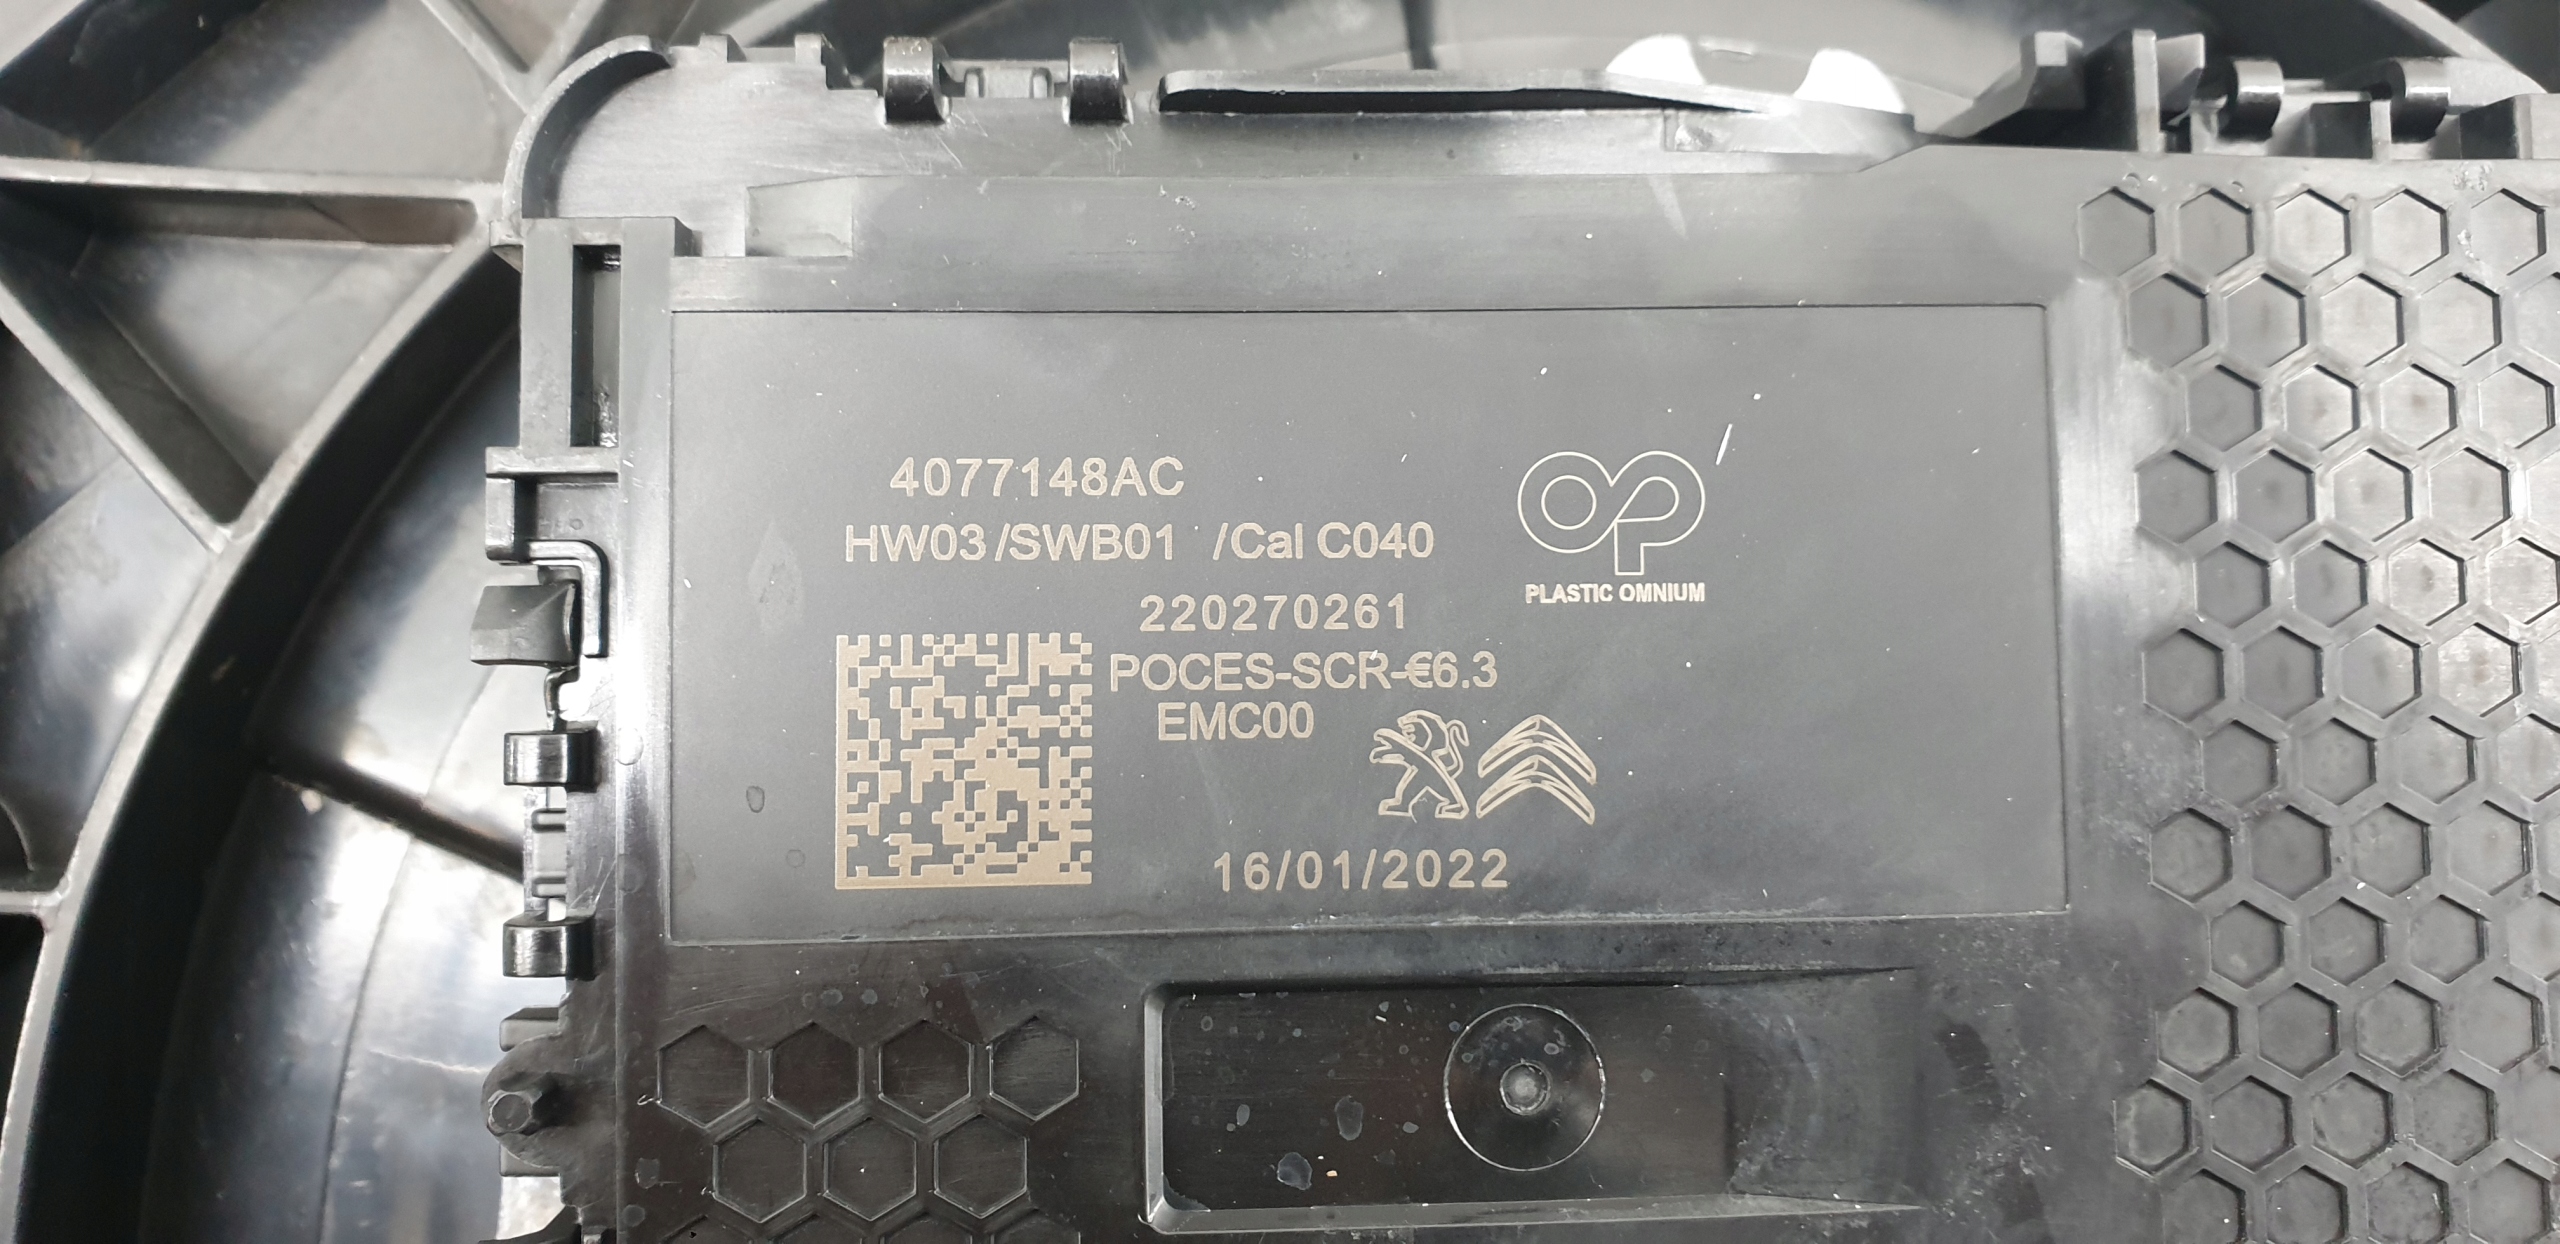 4077148AC
HW03/SWB01 /Cal C040
PLASTIC OMNIUM
220270261
POCES-SCR-€6.3
EMC00
16/01/2022